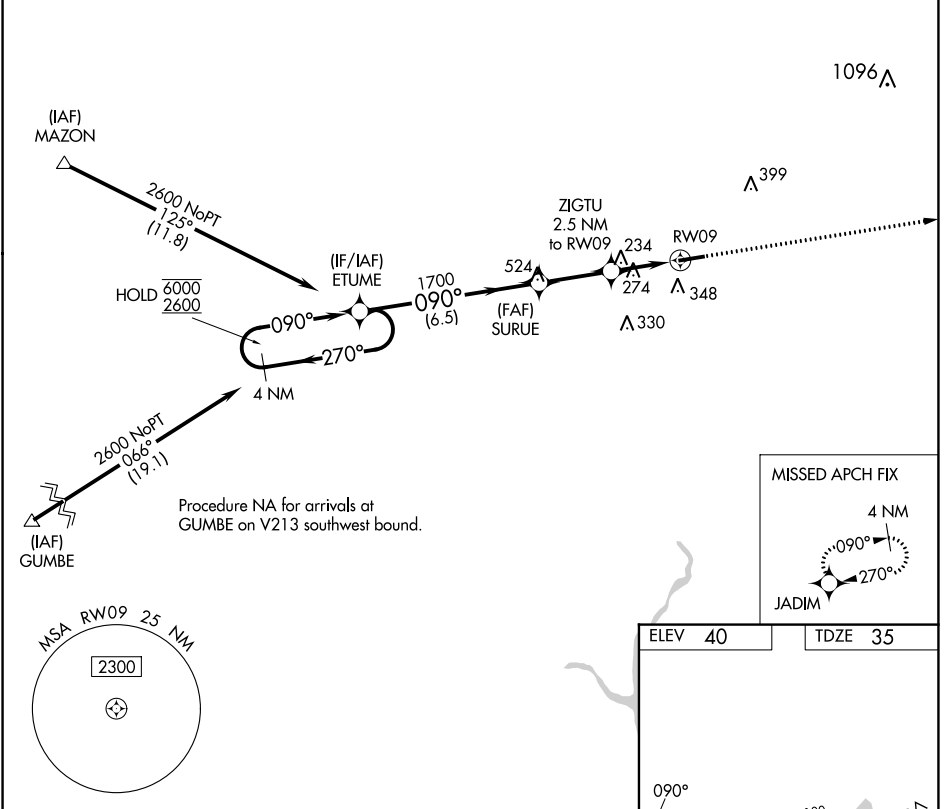 1096
(IAF)
MAZON
399
2600 NoPT
125°
(11.8)
ZIGTU
2.5 NM
to RW09
234
RW09
(IF/IAF)
ETUME
524
274
348
HOLD 6000
2600
1700
090°
(6.5)
(FAF)
SURUE
330
090°
270°
4 NM
2600 NoPT
066°
(19.1)
MISSED APCH FIX
Procedure NA for arrivals at
GUMBE on V213 southwest bound.
4 NM
090°
270°
JADIM
(IAF)
GUMBE
MSA RW09 25 NM
2300
ELEV 40
TDZE 35
090°